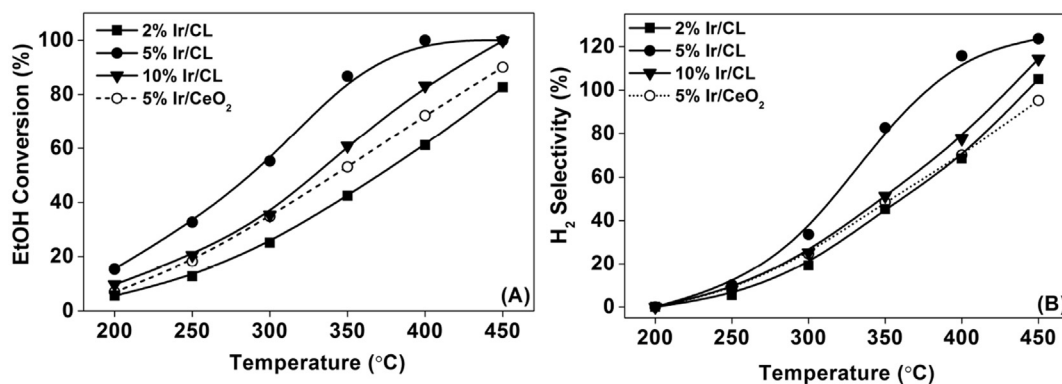 2% Ir/CL
5% Ir/CL
10% Ir/CL
5% Ir/CeO₂
EtOH Conversion (%)
100
80
60
40
20
0
200 250 300 350 400 450
Temperature (°C)
(A)
2% Ir/CL
5% Ir/CL
10% Ir/CL
5% Ir/CeO₂
H₂ Selectivity (%)
120
100
80
60
40
20
0
200 250 300 350 400 450
Temperature (°C)
(B)